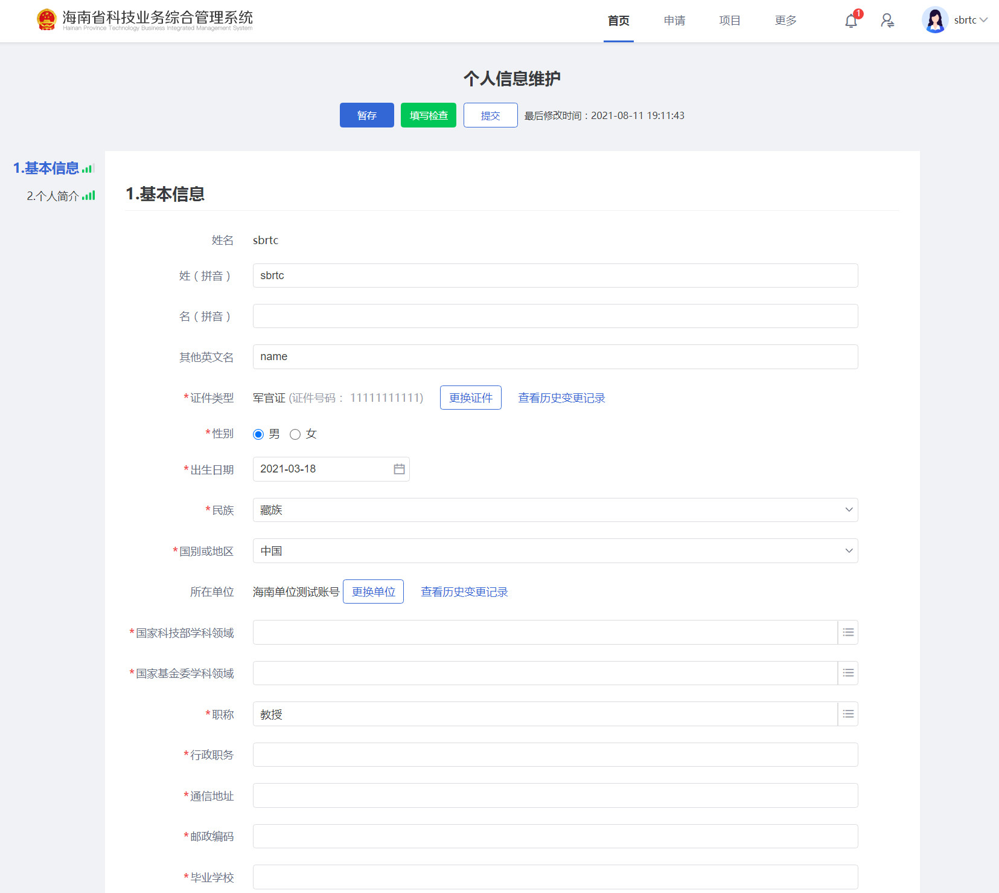 海南省科技业务综合管理系统
Hainan Province Technology Business Integrated Management System
首页 申请 项目 更多 1 sbrtc
个人信息维护
暂存 填写检查 提交 最后修改时间：2021-08-11 19:11:43
1.基本信息
2.个人简介
1.基本信息
姓名 sbrtc
姓（拼音） sbrtc
名（拼音）
其他英文名 name
*证件类型 军官证 (证件号码： 11111111111) 更换证件 查看历史变更记录
*性别 男 女
*出生日期 2021-03-18
*民族 藏族
*国别或地区 中国
所在单位 海南单位测试账号 更换单位 查看历史变更记录
*国家科技部学科领域
*国家基金委学科领域
*职称 教授
*行政职务
*通信地址
*邮政编码
*毕业学校